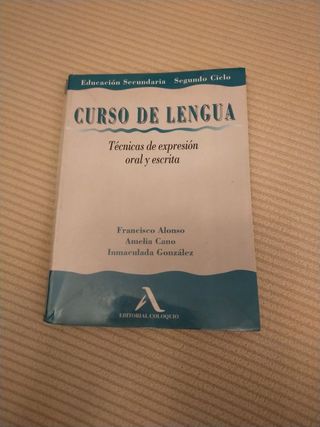 Educación Secundaria Segundo Ciclo
CURSO DE LENGUA
Técnicas de expresión
oral y escrita
Francisco Alonso
Amelia Cano
Inmaculada González
EDITORIAL COLOQUIO